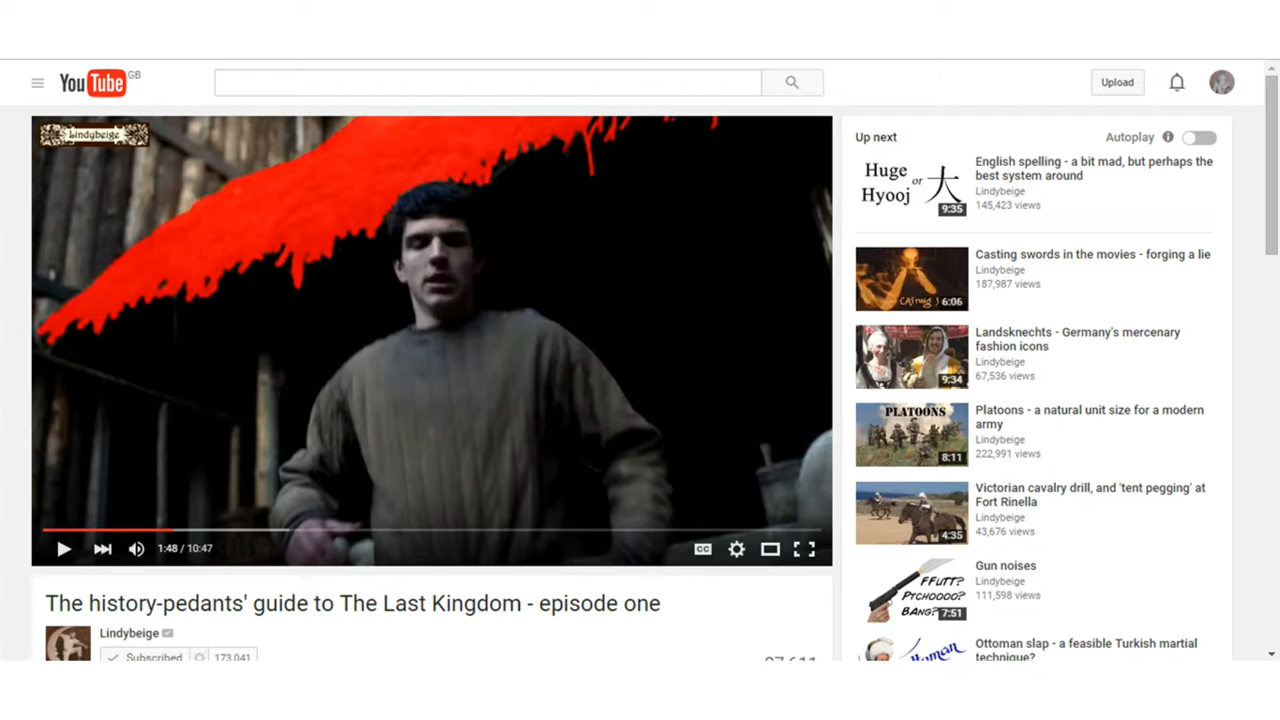 YouTube GB
Upload
Lindybeige
1:48 / 10:47
CC
The history-pedants' guide to The Last Kingdom - episode one
Lindybeige
Subscribed 173,041
Up next
Autoplay
Huge
or 大
Hyooj
9:35
English spelling - a bit mad, but perhaps the
best system around
Lindybeige
145,423 views
CASTING
6:06
Casting swords in the movies - forging a lie
Lindybeige
187,987 views
9:34
Landsknechts - Germany's mercenary
fashion icons
Lindybeige
67,536 views
PLATOONS
8:11
Platoons - a natural unit size for a modern
army
Lindybeige
222,991 views
4:35
Victorian cavalry drill, and 'tent pegging' at
Fort Rinella
Lindybeige
43,676 views
FFUTT?
PTCHOOOO?
BANG?
7:51
Gun noises
Lindybeige
111,598 views
Ottoman slap - a feasible Turkish martial
technique?